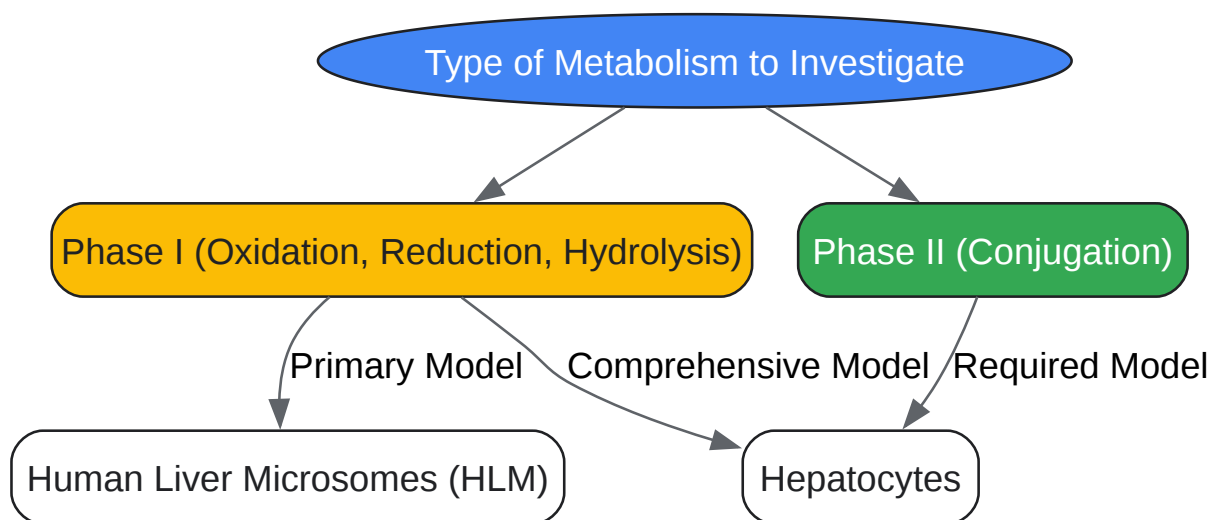 Type of Metabolism to Investigate
Phase I (Oxidation, Reduction, Hydrolysis)
Phase II (Conjugation)
Primary Model
Comprehensive Model
Required Model
Human Liver Microsomes (HLM)
Hepatocytes